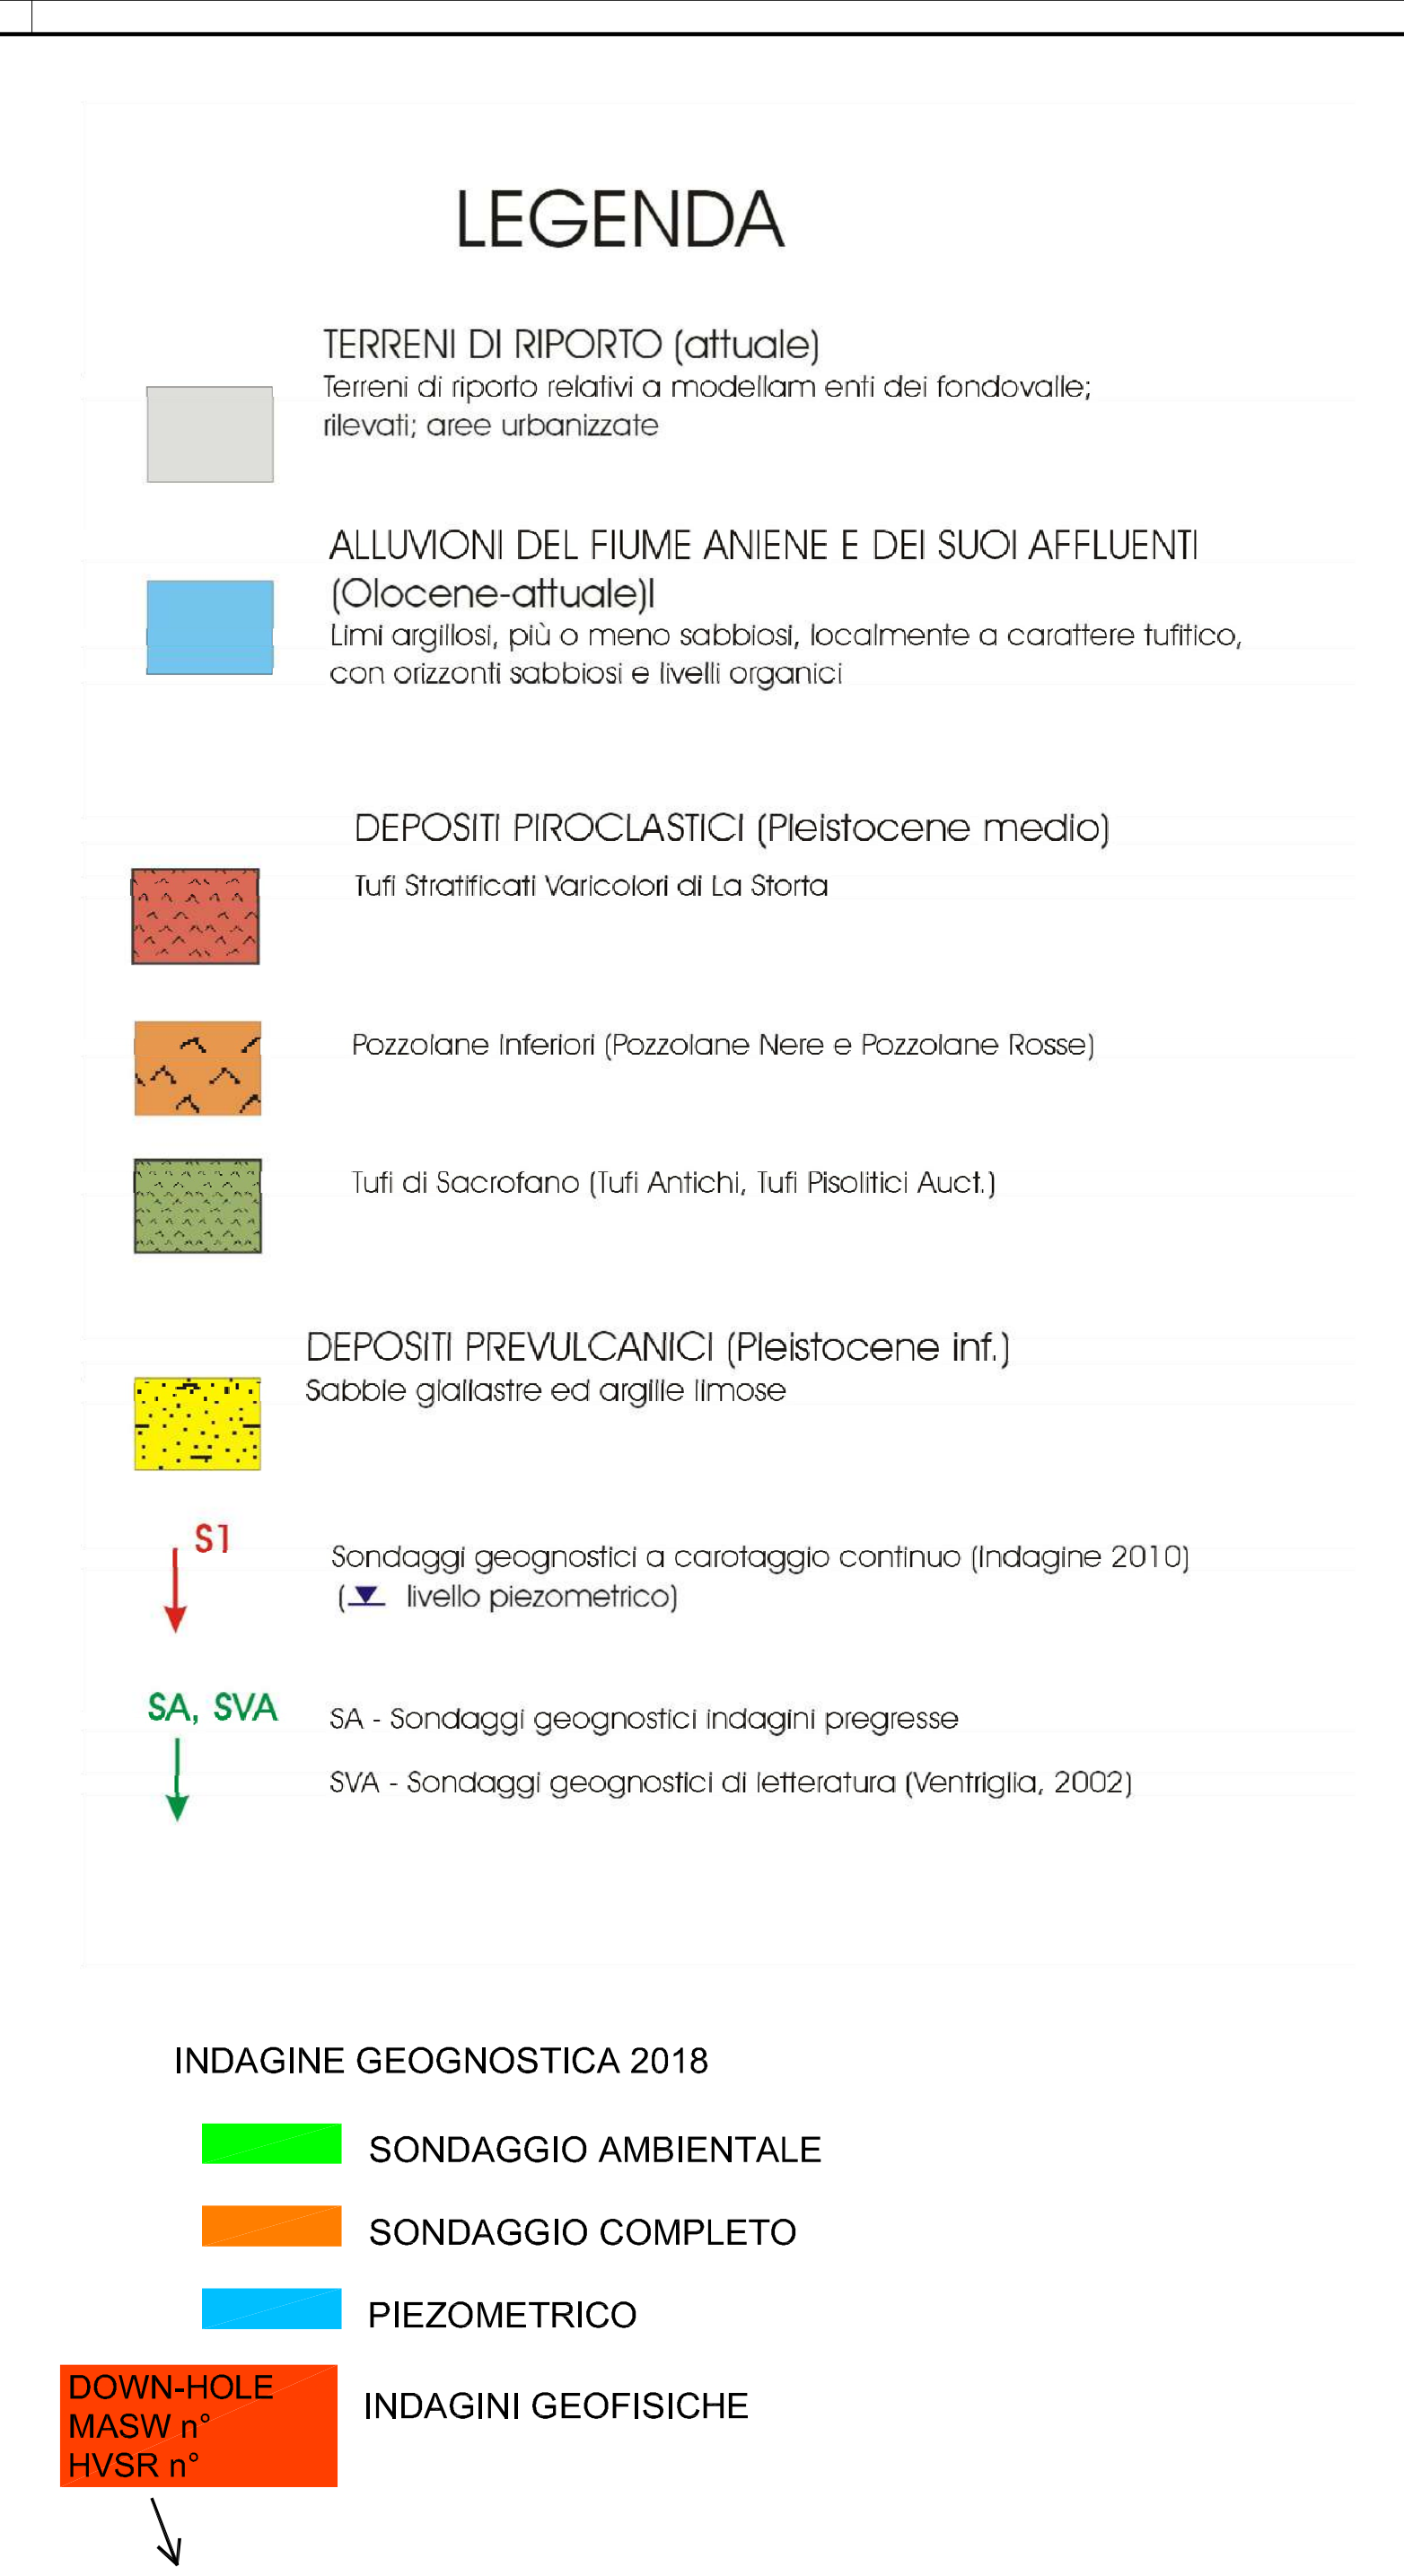 LEGENDA
TERRENI DI RIPORTO (attuale)
Terreni di riporto relativi a modellam enti dei fondovalle;
rilevati; aree urbanizzate
ALLUVIONI DEL FIUME ANIENE E DEI SUOI AFFLUENTI
(Olocene-attuale)l
Limi argillosi, più o meno sabbiosi, localmente a carattere tufitico,
con orizzonti sabbiosi e livelli organici
DEPOSITI PIROCLASTICI (Pleistocene medio)
Tufi Stratificati Varicolori di La Storta
Pozzolane Inferiori (Pozzolane Nere e Pozzolane Rosse)
Tufi di Sacrofano (Tufi Antichi, Tufi Pisolitici Auct.)
DEPOSITI PREVULCANICI (Pleistocene inf.)
Sabbie giallastre ed argille limose
S1
Sondaggi geognostici a carotaggio continuo (Indagine 2010)
( livello piezometrico)
SA, SVA
SA - Sondaggi geognostici indagini pregresse
SVA - Sondaggi geognostici di letteratura (Ventriglia, 2002)
INDAGINE GEOGNOSTICA 2018
SONDAGGIO AMBIENTALE
SONDAGGIO COMPLETO
PIEZOMETRICO
DOWN-HOLE
MASW n°
HVSR n°
INDAGINI GEOFISICHE